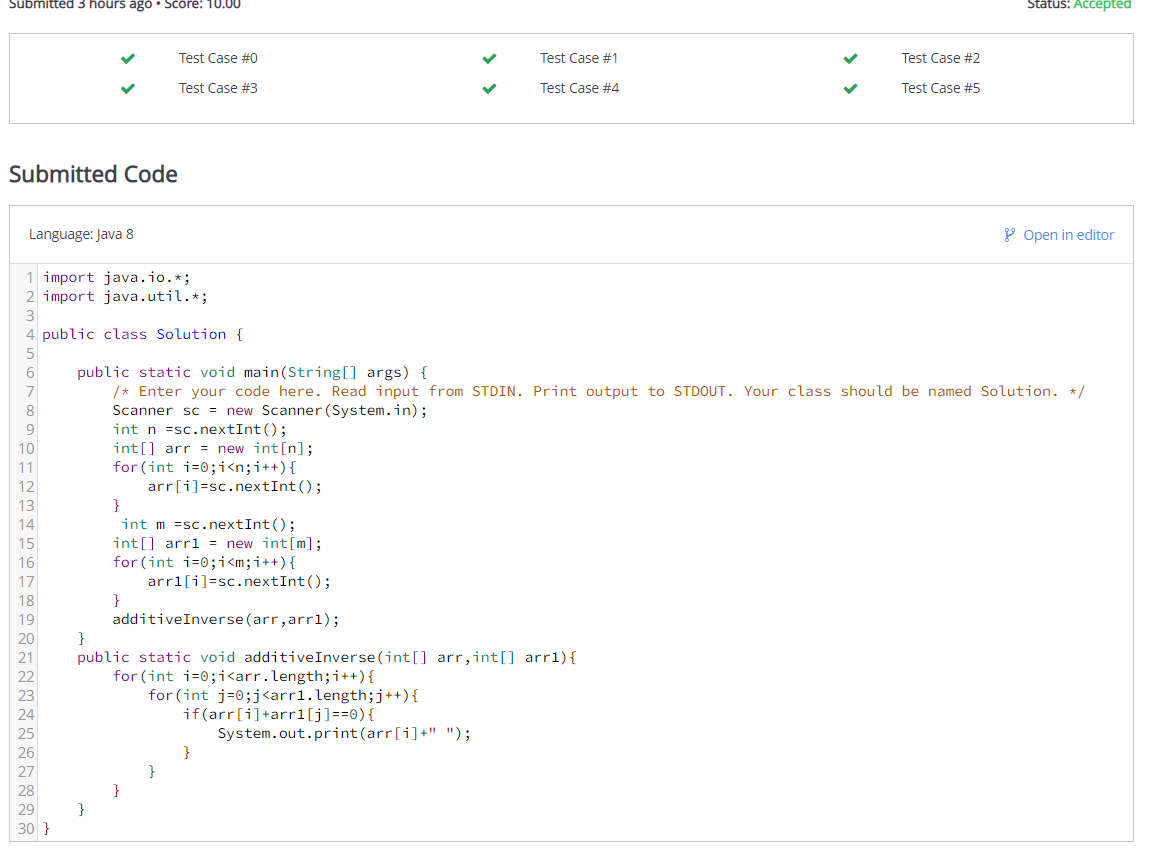 Submitted 3 hours ago • Score: 10.00 Status: Accepted
Test Case #0 Test Case #1 Test Case #2
Test Case #3 Test Case #4 Test Case #5
Submitted Code
Language: Java 8 Open in editor
1 import java.io.*;
2 import java.util.*;
3
4 public class Solution {
5
6     public static void main(String[] args) {
7         /* Enter your code here. Read input from STDIN. Print output to STDOUT. Your class should be named Solution. */
8         Scanner sc = new Scanner(System.in);
9         int n =sc.nextInt();
10         int[] arr = new int[n];
11         for(int i=0;i<n;i++){
12             arr[i]=sc.nextInt();
13         }
14          int m =sc.nextInt();
15         int[] arr1 = new int[m];
16         for(int i=0;i<m;i++){
17             arr1[i]=sc.nextInt();
18         }
19         additiveInverse(arr,arr1);
20     }
21     public static void additiveInverse(int[] arr,int[] arr1){
22         for(int i=0;i<arr.length;i++){
23             for(int j=0;j<arr1.length;j++){
24                 if(arr[i]+arr1[j]==0){
25                     System.out.print(arr[i]+" ");
26                 }
27             }
28         }
29     }
30 }